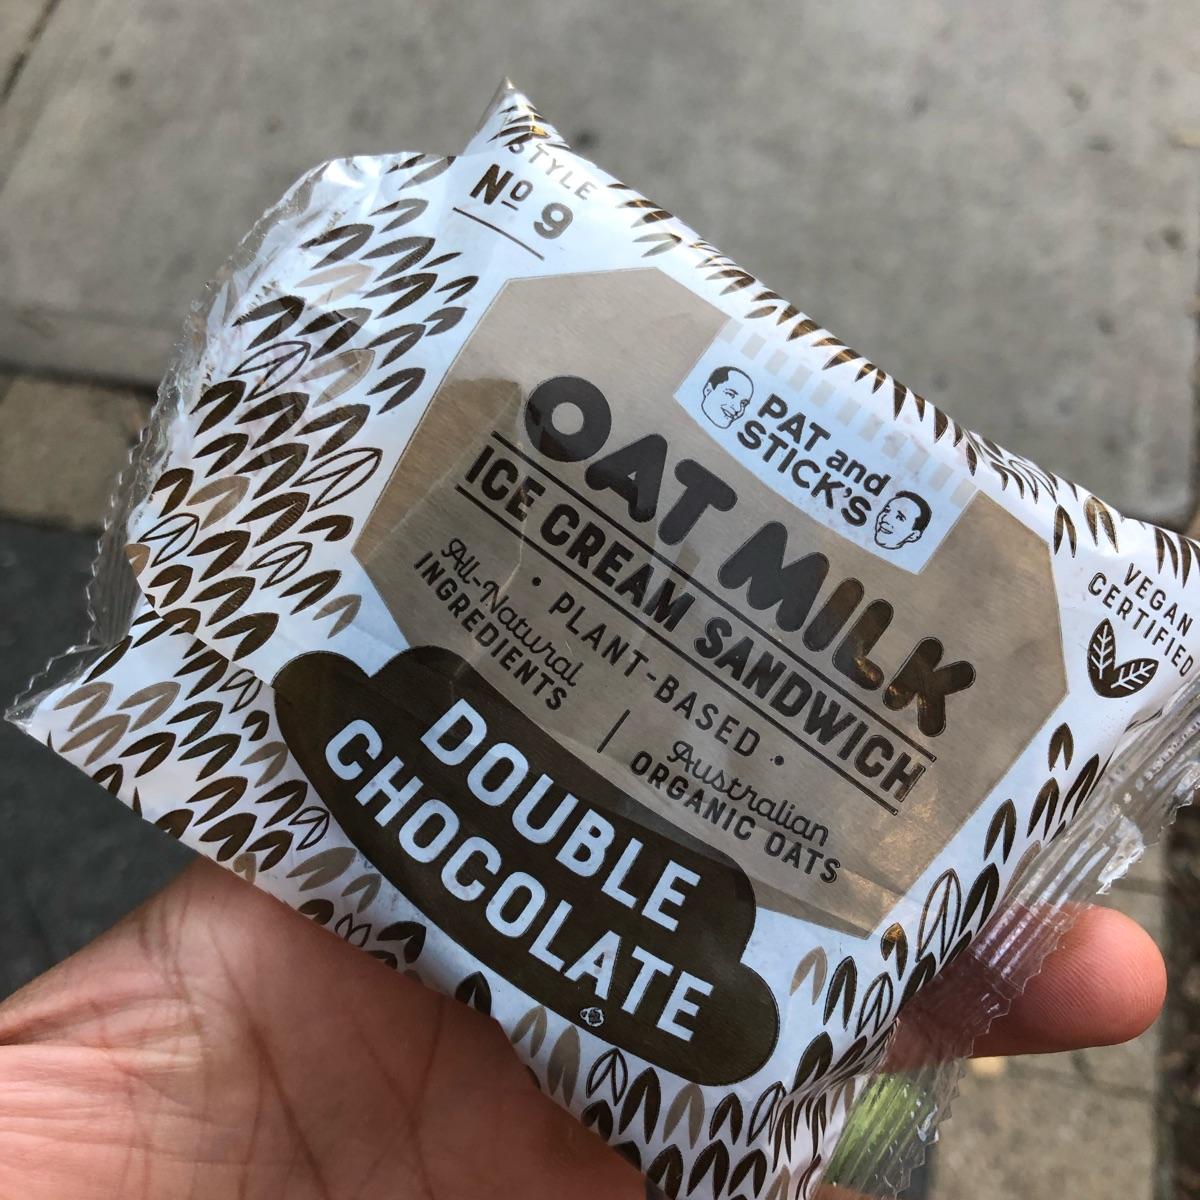 STYLE
Nº 9
PAT and
STICK'S
OAT MILK
ICE CREAM SANDWICH
• PLANT-BASED •
All-Natural
INGREDIENTS
Australian
ORGANIC OATS
VEGAN
CERTIFIED
DOUBLE
CHOCOLATE